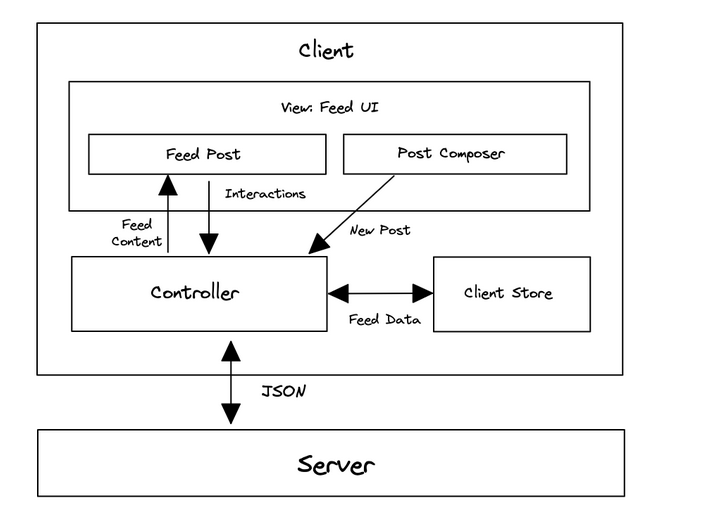 Client
View: Feed UI
Feed Post
Post Composer
Interactions
Feed
Content
New Post
Controller
Client Store
Feed Data
JSON
Server